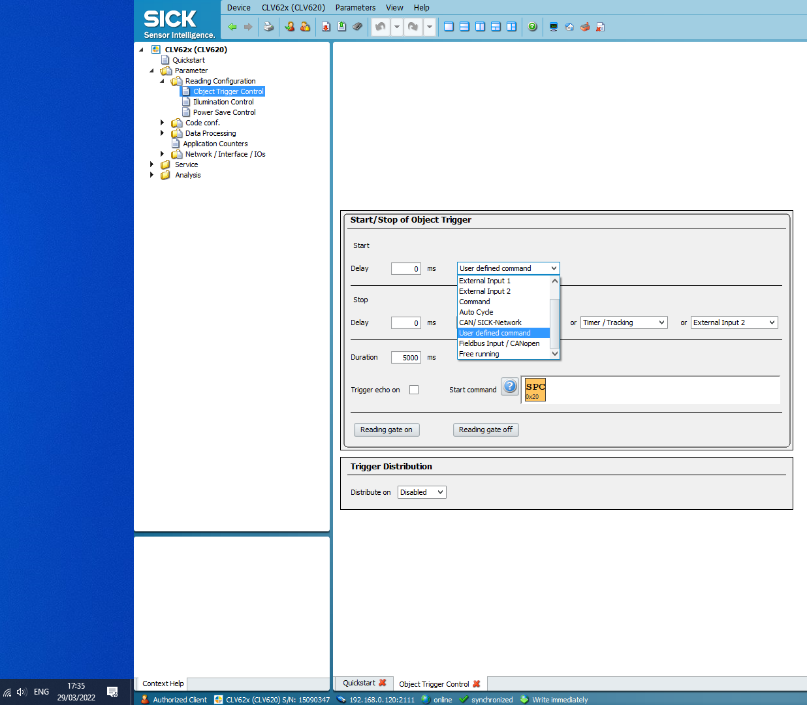 SICK
Sensor Intelligence.
Device CLV62x (CLV620) Parameters View Help
CLV62x (CLV620)
Quickstart
Parameter
Reading Configuration
Object Trigger Control
Illumination Control
Power Save Control
Code conf.
Data Processing
Application Counters
Network / Interface / IOs
Service
Analysis
Start/Stop of Object Trigger
Start
Delay 0 ms User defined command
External Input 1
External Input 2
Command
Auto Cycle
CAN/ SICK-Network
User defined command
Fieldbus Input / CANopen
Free running
Stop
Delay 0 ms or Timer / Tracking or External Input 2
Duration 5000 ms
Trigger echo on Start command SPC
0x20
Reading gate on Reading gate off
Trigger Distribution
Distribute on Disabled
Context Help
Quickstart Object Trigger Control
Authorized Client CLV62x (CLV620) S/N: 15090347 192.168.0.120:2111 online synchronized Write immediately
ENG 17:35
29/03/2022